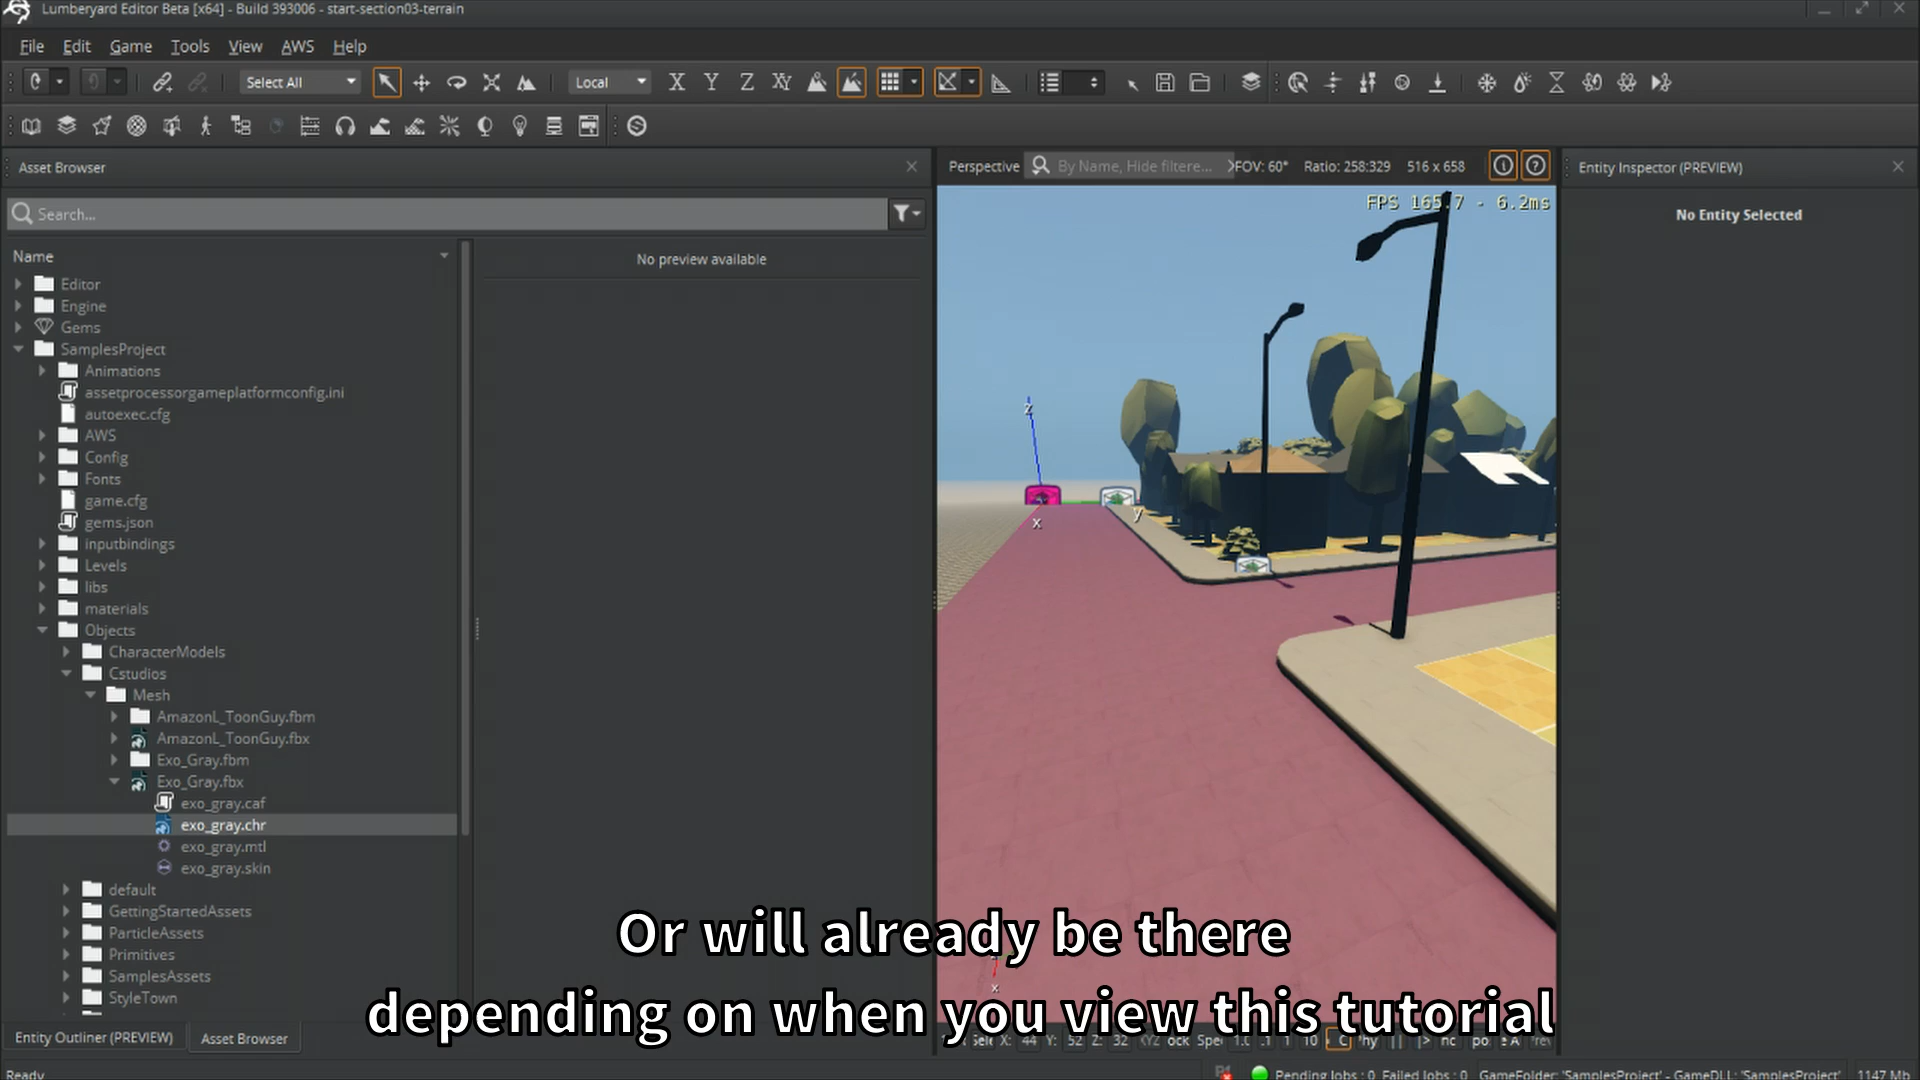 Lumberyard Editor Beta [x64] - Build 393006 - start-section03-terrain
File Edit Game Tools View AWS Help
Select All
Local
X Y Z XY
Asset Browser
Perspective
By Name, Hide filtere...
FOV: 60°
Ratio: 258:329
516 x 658
Entity Inspector (PREVIEW)
Search...
FPS 165.7 - 6.2ms
No Entity Selected
Name
No preview available
Editor
Engine
Gems
SamplesProject
Animations
assetprocessorgameplatformconfig.ini
autoexec.cfg
AWS
Config
Fonts
game.cfg
gems.json
inputbindings
Levels
libs
materials
Objects
CharacterModels
Cstudios
Mesh
AmazonL_ToonGuy.fbm
AmazonL_ToonGuy.fbx
Exo_Gray.fbm
Exo_Gray.fbx
exo_gray.caf
exo_gray.chr
exo_gray.mtl
exo_gray.skin
default
GettingStartedAssets
ParticleAssets
Primitives
SamplesAssets
StyleTown
z
x
y
x
Or will already be there
depending on when you view this tutorial
Entity Outliner (PREVIEW)
Asset Browser
X: 44 Y: 52 Z: 32
Ready
Pending Jobs : 0 Failed Jobs : 0
GameFolder: 'SamplesProject' - GameDLL: 'SamplesProject'
1147 Mb